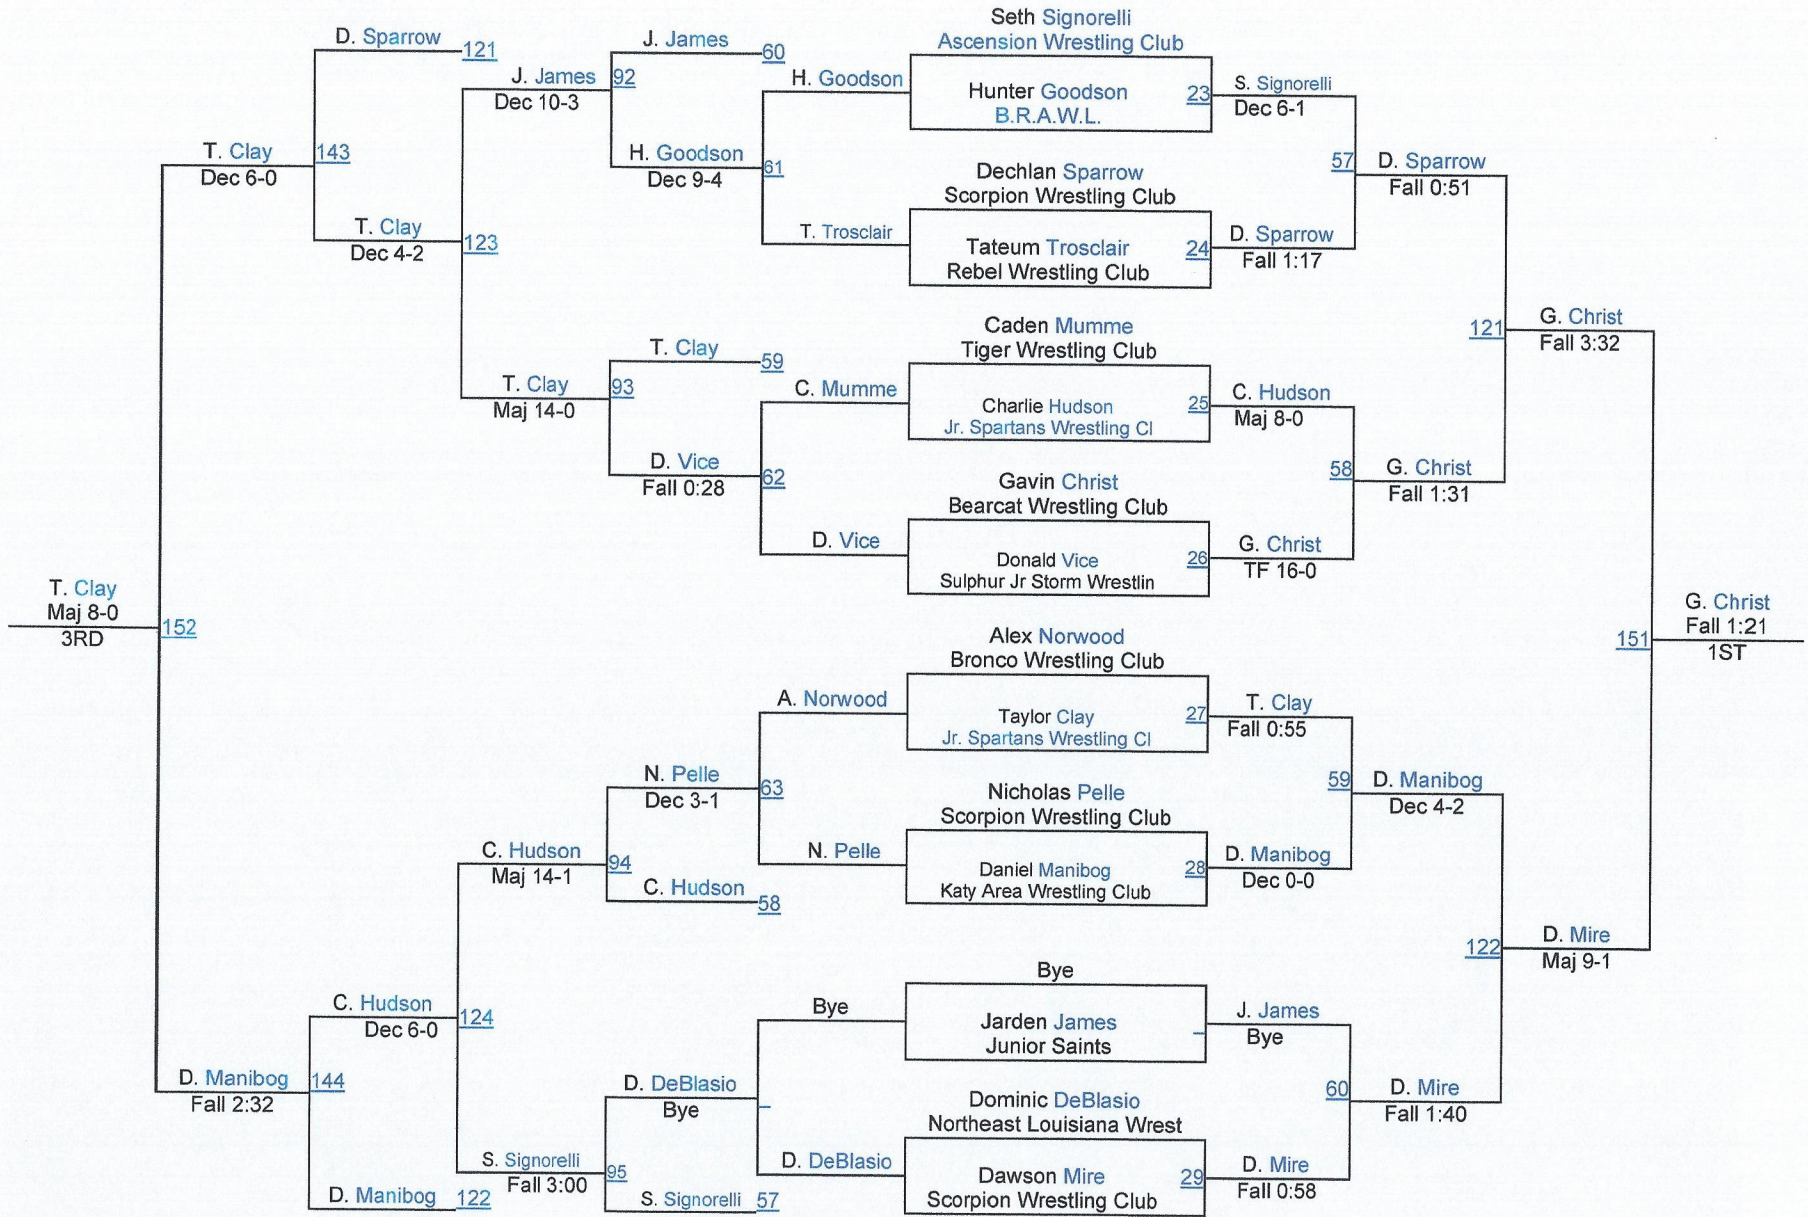 Seth Signorelli
Ascension Wrestling Club
D. Sparrow 121
J. James 60
H. Goodson
J. James 92
Dec 10-3
Hunter Goodson 23
B.R.A.W.L.
S. Signorelli
Dec 6-1
T. Clay 143
Dec 6-0
H. Goodson 61
Dec 9-4
Dechlan Sparrow
Scorpion Wrestling Club
57 D. Sparrow
Fall 0:51
T. Clay 123
Dec 4-2
T. Trosclair
Tateum Trosclair 24
Rebel Wrestling Club
D. Sparrow
Fall 1:17
Caden Mumme
Tiger Wrestling Club
121 G. Christ
Fall 3:32
T. Clay 59
T. Clay 93
Maj 14-0
C. Mumme
Charlie Hudson 25
Jr. Spartans Wrestling Cl
C. Hudson
Maj 8-0
D. Vice 62
Fall 0:28
Gavin Christ
Bearcat Wrestling Club
58 G. Christ
Fall 1:31
D. Vice
Donald Vice 26
Sulphur Jr Storm Wrestlin
G. Christ
TF 16-0
T. Clay
Maj 8-0
3RD
152
Alex Norwood
Bronco Wrestling Club
151
G. Christ
Fall 1:21
1ST
A. Norwood
Taylor Clay 27
Jr. Spartans Wrestling Cl
T. Clay
Fall 0:55
N. Pelle 63
Dec 3-1
Nicholas Pelle
Scorpion Wrestling Club
59 D. Manibog
Dec 4-2
C. Hudson 94
Maj 14-1
C. Hudson 58
N. Pelle
Daniel Manibog 28
Katy Area Wrestling Club
D. Manibog
Dec 0-0
122 D. Mire
Maj 9-1
Bye
C. Hudson 124
Dec 6-0
Bye
Jarden James
Junior Saints
J. James
Bye
D. Manibog 144
Fall 2:32
D. DeBlasio
Bye
Dominic DeBlasio
Northeast Louisiana Wrest
60 D. Mire
Fall 1:40
S. Signorelli 95
Fall 3:00
D. DeBlasio
Dawson Mire 29
Scorpion Wrestling Club
D. Mire
Fall 0:58
D. Manibog 122
S. Signorelli 57